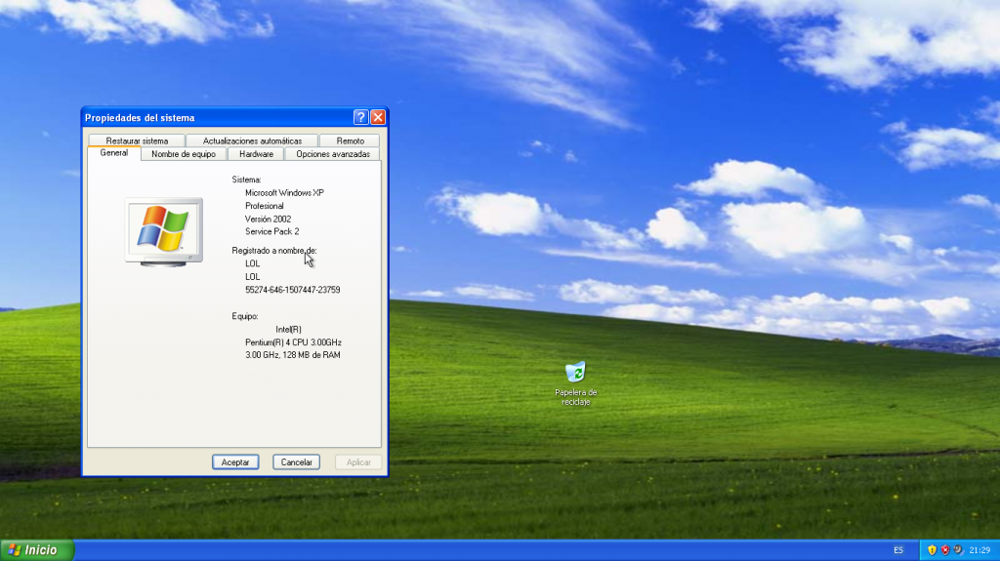 Propiedades del sistema
Restaurar sistema Actualizaciones automáticas Remoto
General Nombre de equipo Hardware Opciones avanzadas
Sistema:
Microsoft Windows XP
Profesional
Versión 2002
Service Pack 2
Registrado a nombre de:
LOL
LOL
55274-646-1507447-23759
Equipo:
Intel(R)
Pentium(R) 4 CPU 3.00GHz
3.00 GHz, 128 MB de RAM
Aceptar Cancelar Aplicar
Papelera de
reciclaje
Inicio ES 21:29